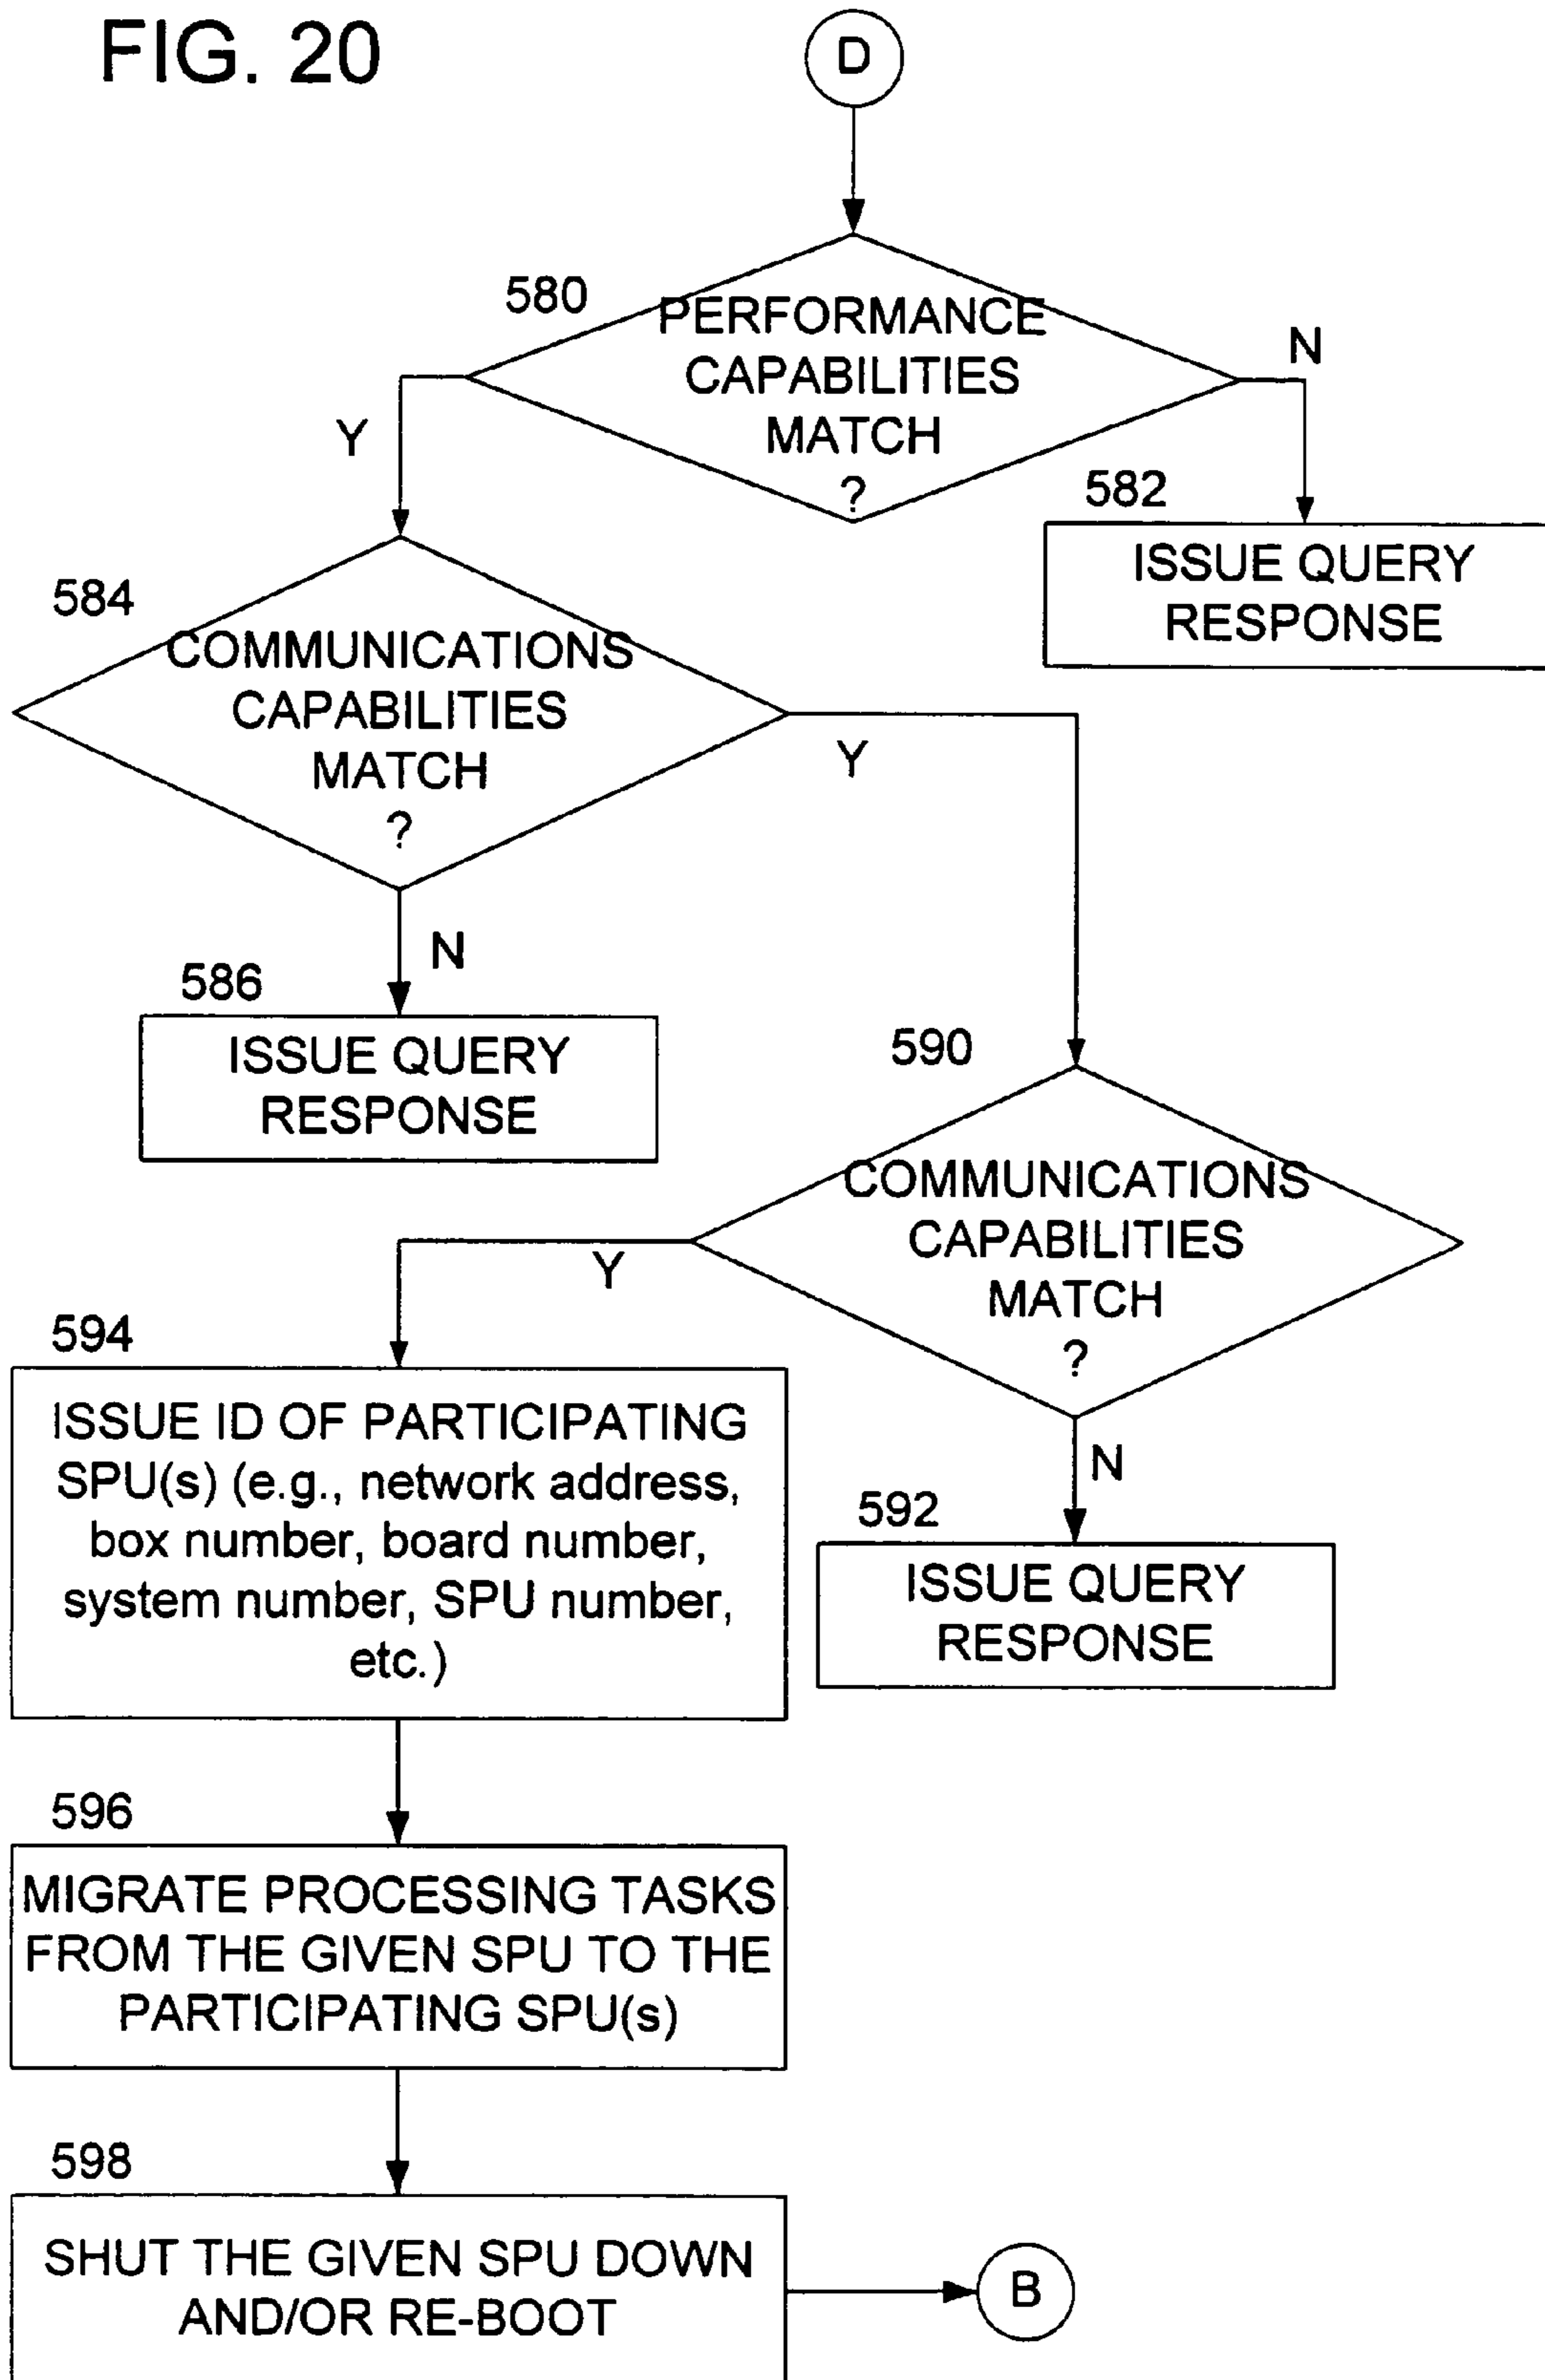 FIG. 20
D
580
PERFORMANCE
CAPABILITIES
MATCH
?
Y
N
582
ISSUE QUERY
RESPONSE
584
COMMUNICATIONS
CAPABILITIES
MATCH
?
Y
N
586
ISSUE QUERY
RESPONSE
590
COMMUNICATIONS
CAPABILITIES
MATCH
?
Y
N
592
ISSUE QUERY
RESPONSE
594
ISSUE ID OF PARTICIPATING
SPU(s) (e.g., network address,
box number, board number,
system number, SPU number,
etc.)
596
MIGRATE PROCESSING TASKS
FROM THE GIVEN SPU TO THE
PARTICIPATING SPU(s)
598
SHUT THE GIVEN SPU DOWN
AND/OR RE-BOOT
B